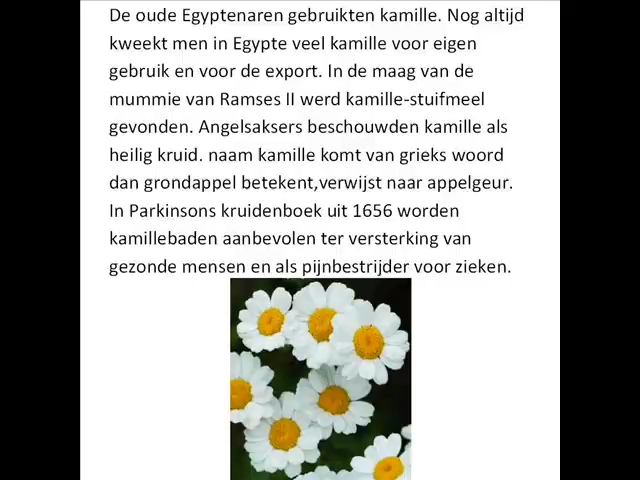 De oude Egyptenaren gebruikten kamille. Nog altijd
kweekt men in Egypte veel kamille voor eigen
gebruik en voor de export. In de maag van de
mummie van Ramses II werd kamille-stuifmeel
gevonden. Angelsaksers beschouwden kamille als
heilig kruid. naam kamille komt van grieks woord
dan grondappel betekent,verwijst naar appelgeur.
In Parkinsons kruidenboek uit 1656 worden
kamillebaden aanbevolen ter versterking van
gezonde mensen en als pijnbestrijder voor zieken.